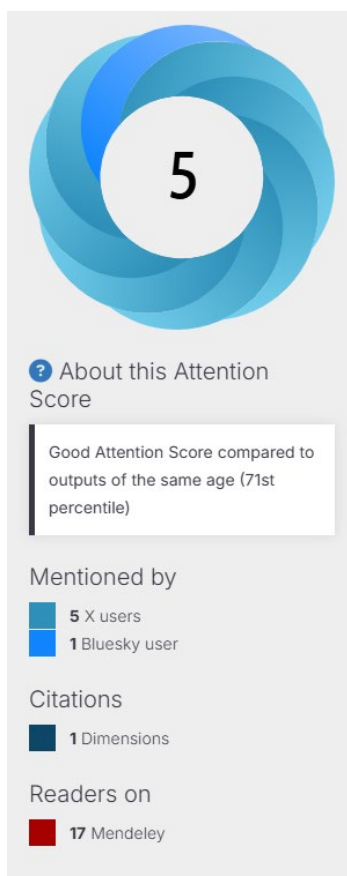 5
? About this Attention
Score
Good Attention Score compared to
outputs of the same age (71st
percentile)
Mentioned by
5 X users
1 Bluesky user
Citations
1 Dimensions
Readers on
17 Mendeley